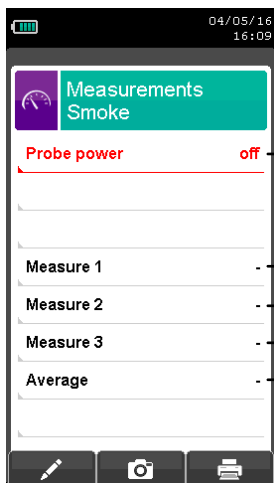 04/05/16
16:09
Measurements
Smoke
Probe power off
Measure 1 -
Measure 2 -
Measure 3 -
Average -